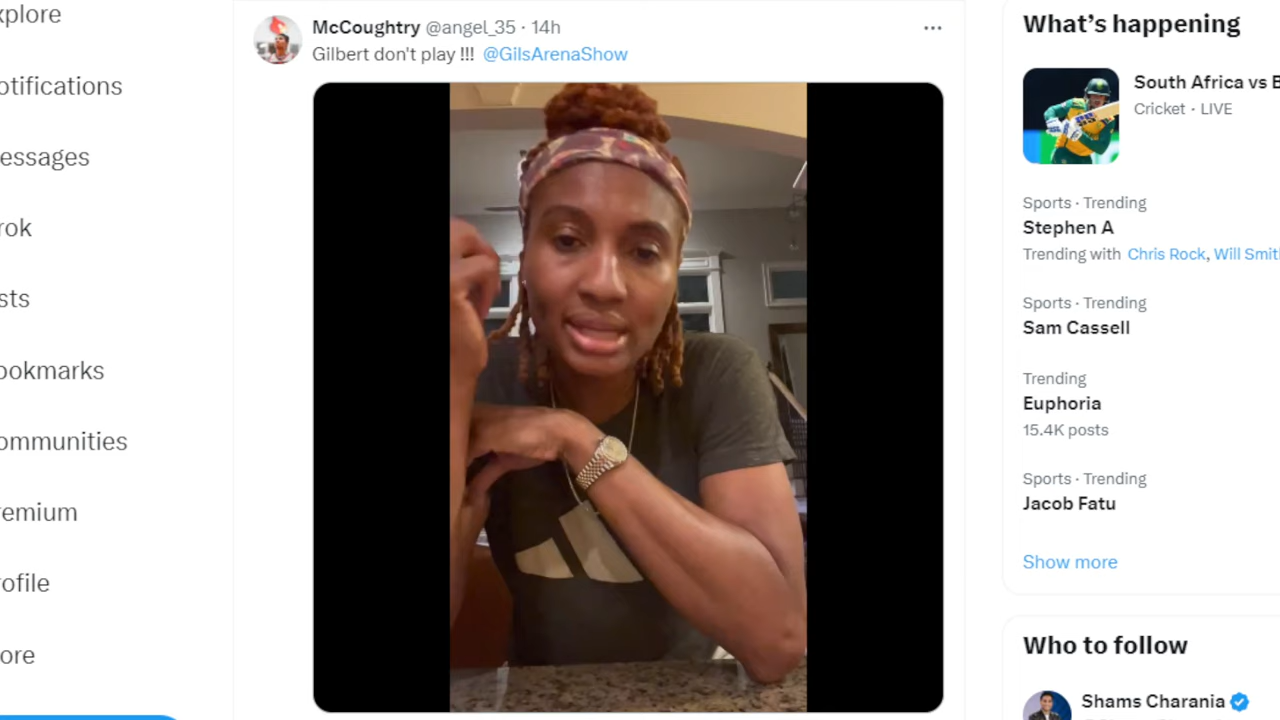 xplore
otifications
essages
rok
sts
ookmarks
ommunities
remium
rofile
ore
McCoughtry @angel_35 · 14h
Gilbert don't play !!! @GilsArenaShow
What's happening
South Africa vs B
Cricket · LIVE
Sports · Trending
Stephen A
Trending with Chris Rock, Will Smit
Sports · Trending
Sam Cassell
Trending
Euphoria
15.4K posts
Sports · Trending
Jacob Fatu
Show more
Who to follow
Shams Charania